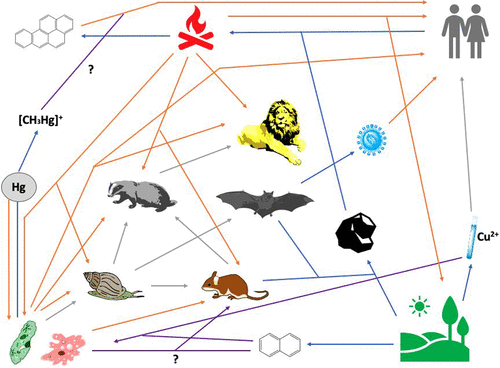 ?
[CH₃Hg]⁺
Hg
Cu²⁺
?